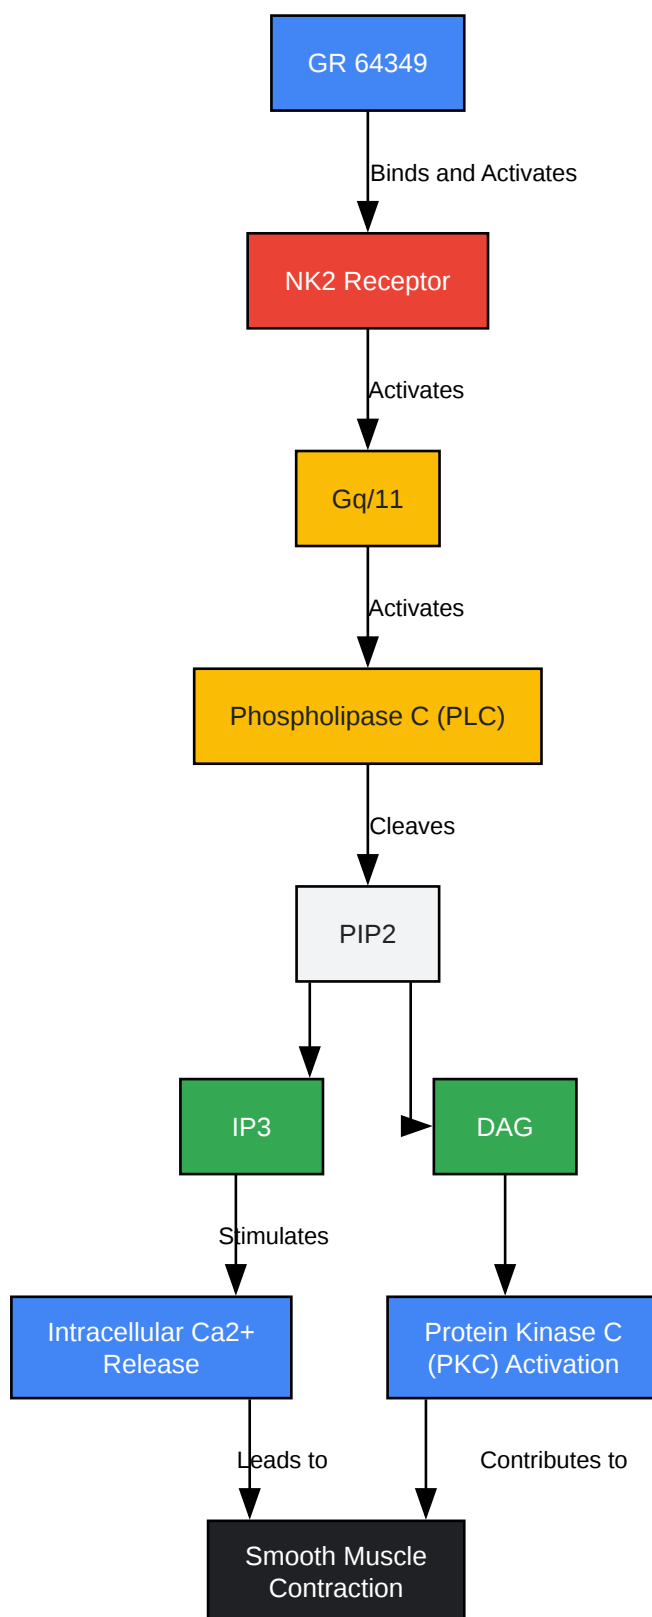 GR 64349
Binds and Activates
NK2 Receptor
Activates
Gq/11
Activates
Phospholipase C (PLC)
Cleaves
PIP2
IP3
DAG
Stimulates
Intracellular Ca2+
Release
Protein Kinase C
(PKC) Activation
Leads to
Contributes to
Smooth Muscle
Contraction